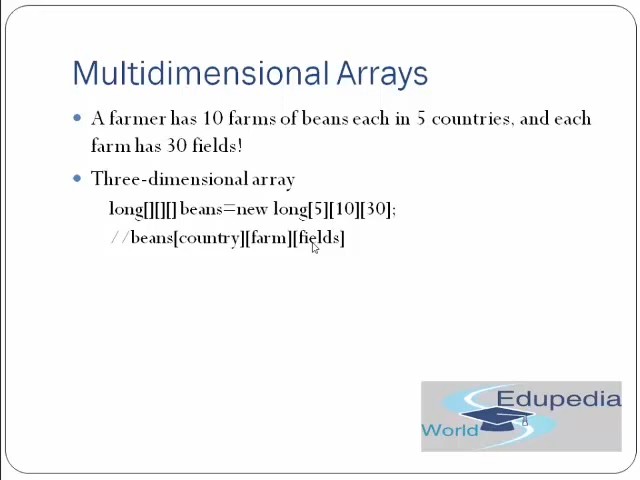 Multidimensional Arrays
A farmer has 10 farms of beans each in 5 countries, and each
farm has 30 fields!
Three-dimensional array
long[][][] beans=new long[5][10][30];
//beans[country][farm][fields]
Edupedia
World